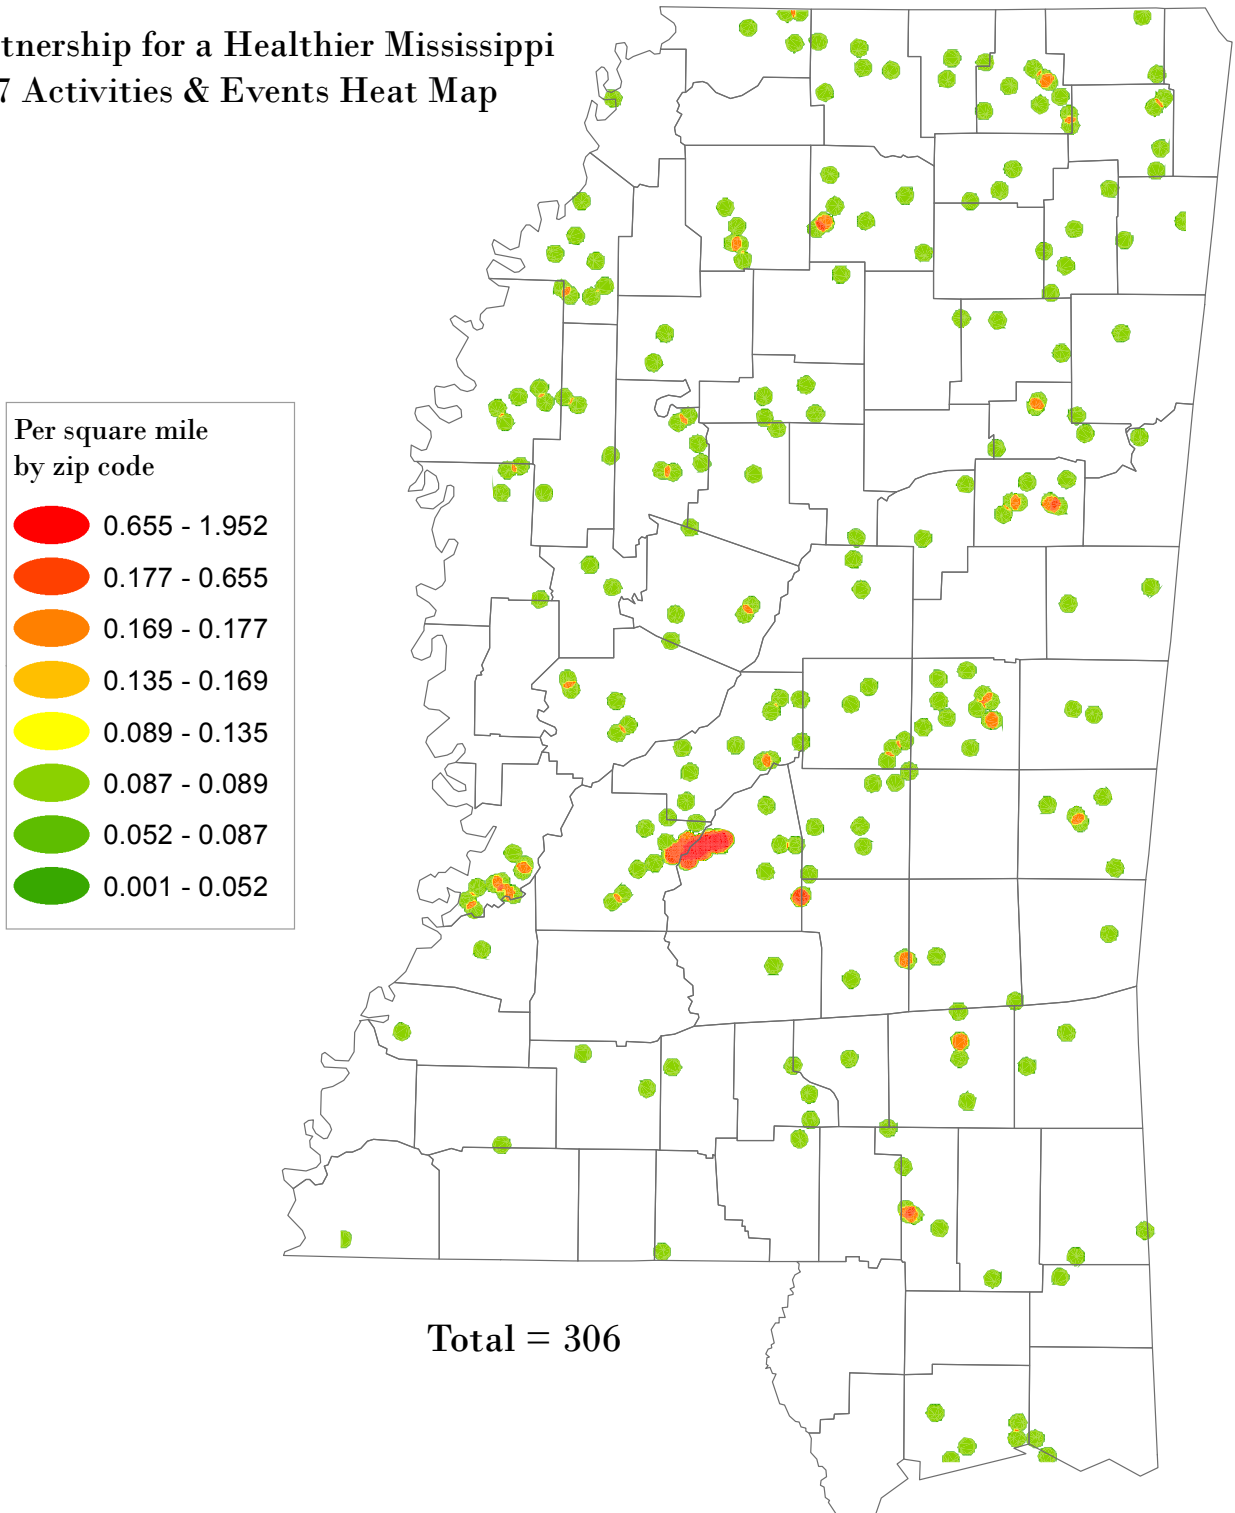 tnership for a Healthier Mississippi
7 Activities & Events Heat Map
Per square mile
by zip code
0.655 - 1.952
0.177 - 0.655
0.169 - 0.177
0.135 - 0.169
0.089 - 0.135
0.087 - 0.089
0.052 - 0.087
0.001 - 0.052
Total = 306